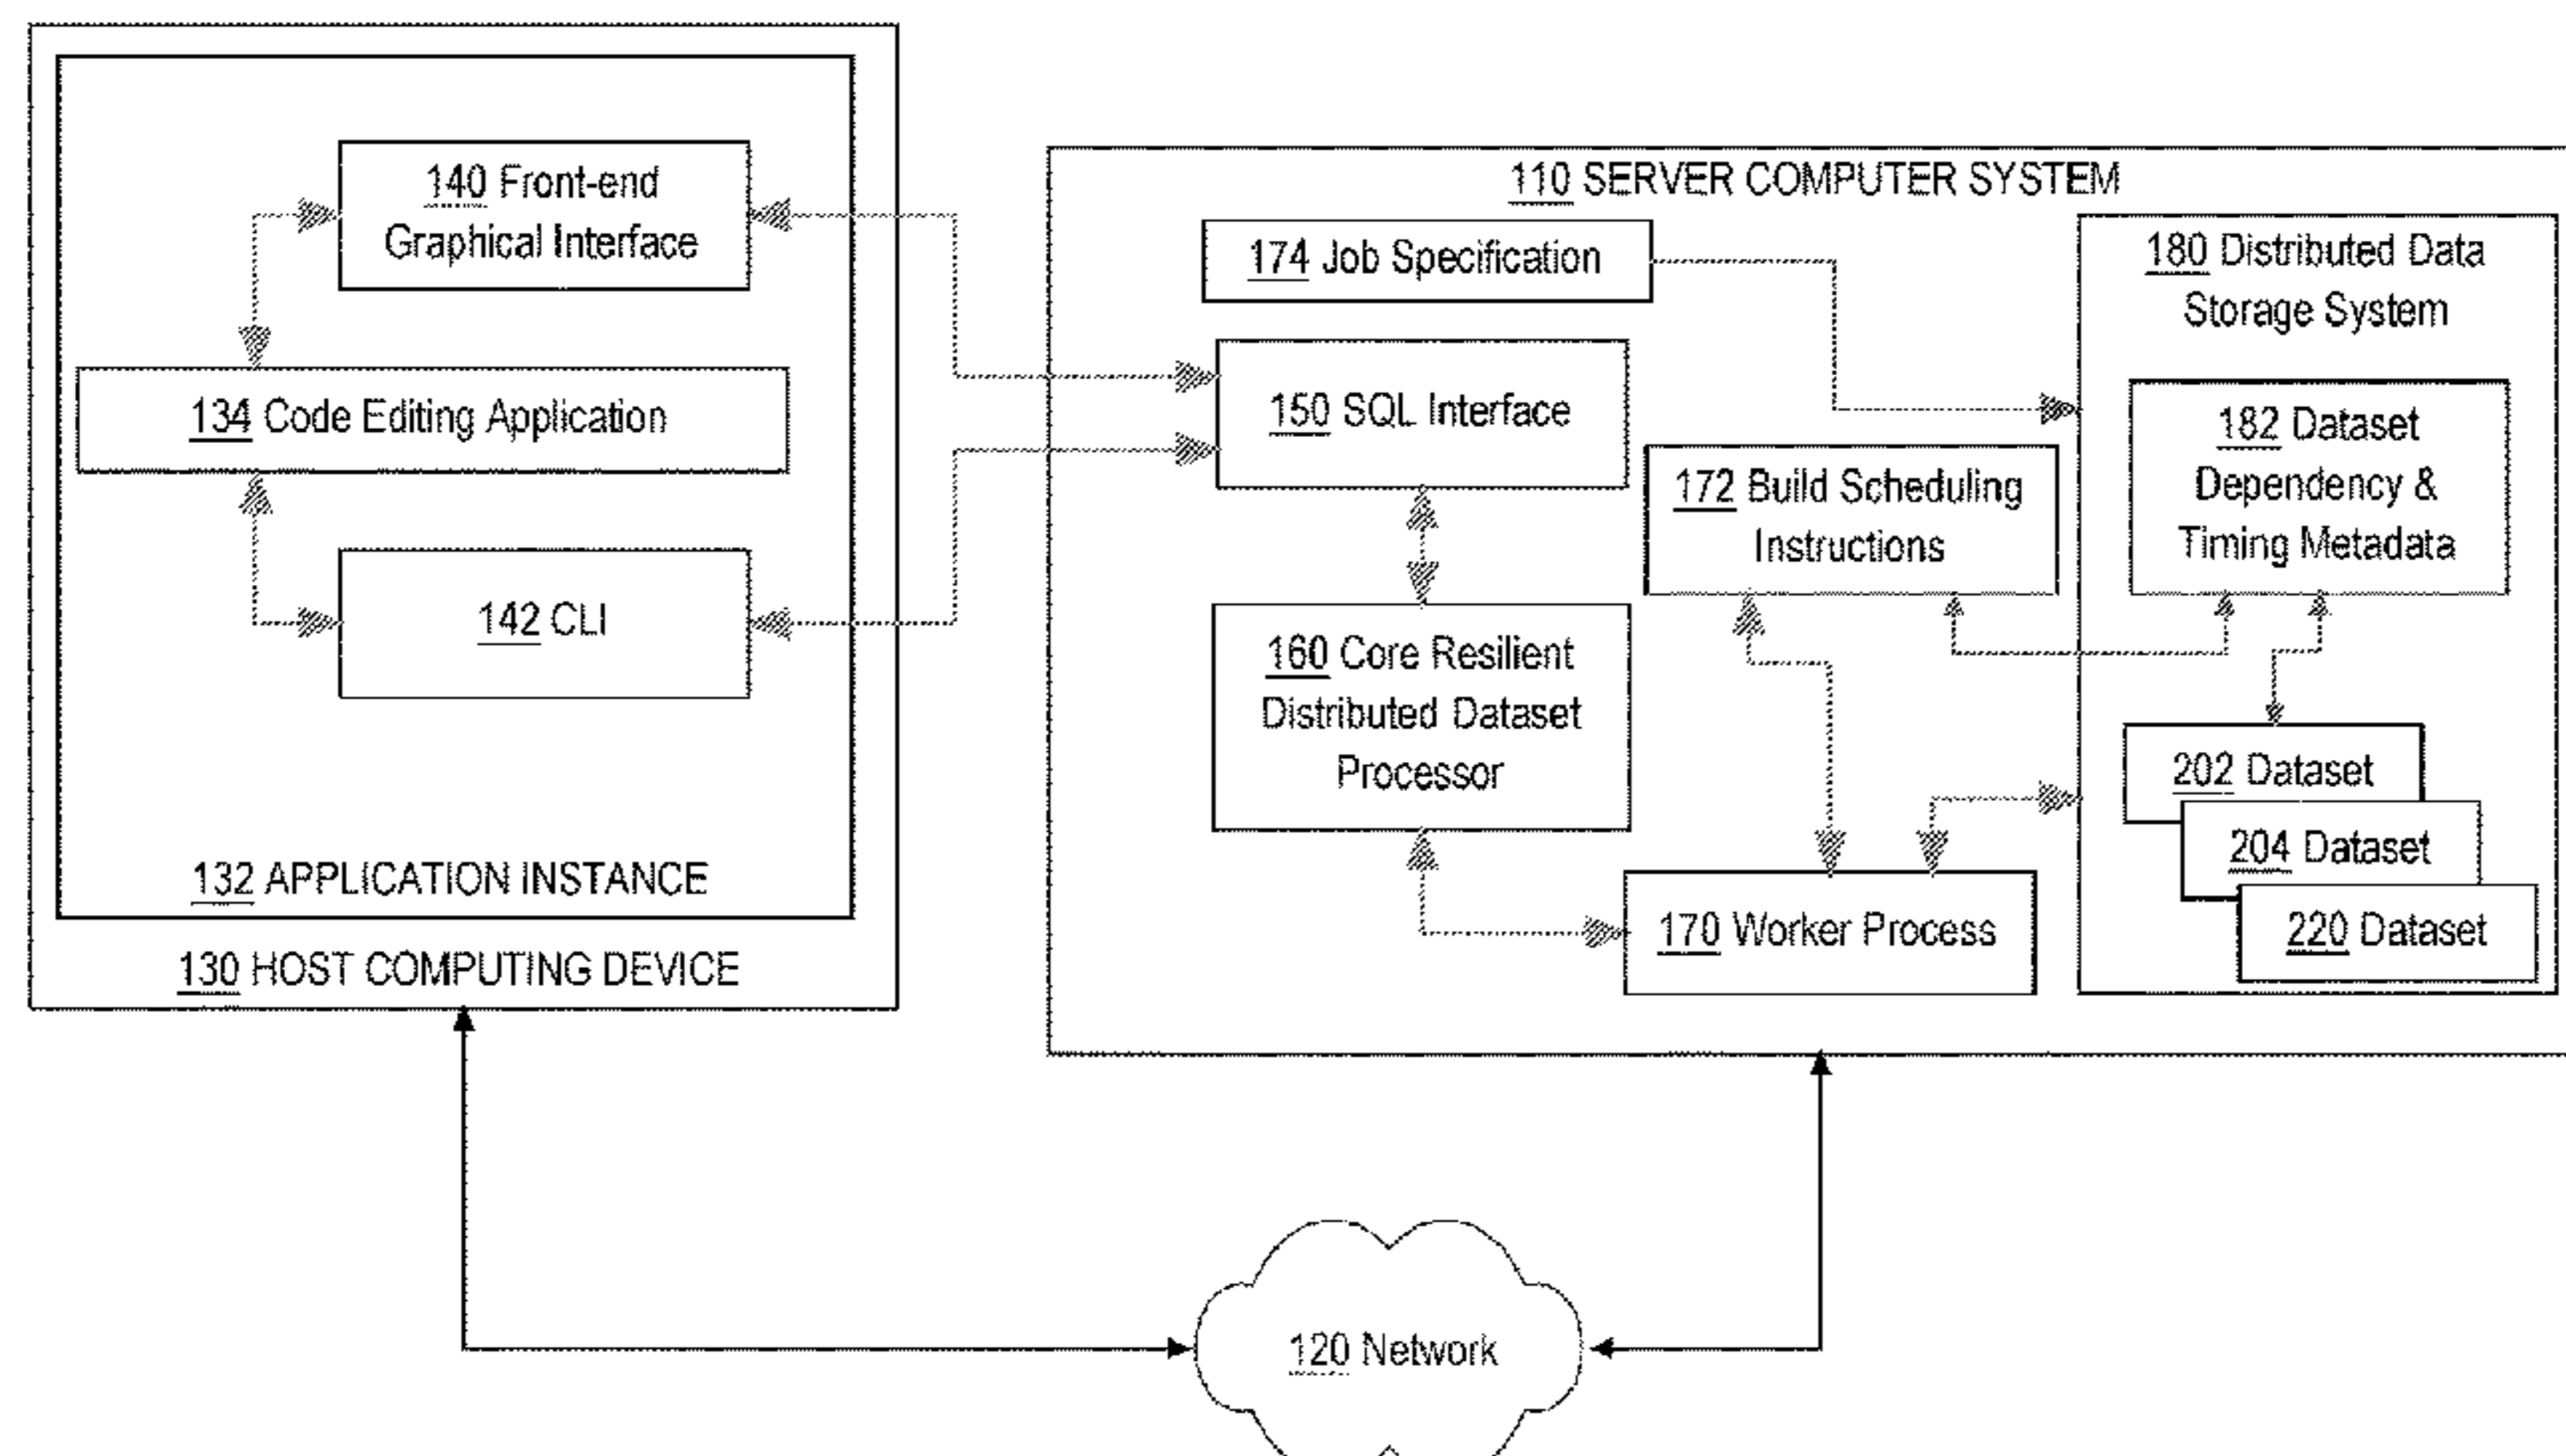 140 Front-end
Graphical Interface
134 Code Editing Application
142 CLI
132 APPLICATION INSTANCE
130 HOST COMPUTING DEVICE
110 SERVER COMPUTER SYSTEM
174 Job Specification
150 SQL Interface
172 Build Scheduling
Instructions
160 Core Resilient
Distributed Dataset
Processor
170 Worker Process
180 Distributed Data
Storage System
182 Dataset
Dependency &
Timing Metadata
202 Dataset
204 Dataset
220 Dataset
120 Network